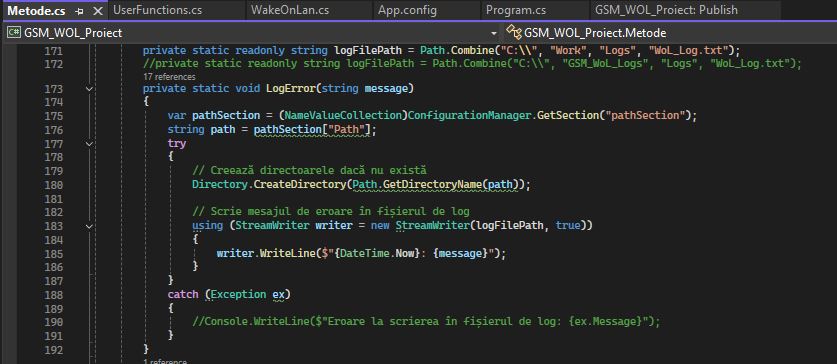 Metode.cs UserFunctions.cs WakeOnLan.cs App.config Program.cs GSM_WOL_Proiect: Publish
GSM_WOL_Proiect GSM_WOL_Proiect.Metode
171 private static readonly string logFilePath = Path.Combine("C:\\", "Work", "Logs", "Wol_Log.txt");
172 //private static readonly string logFilePath = Path.Combine("C:\\", "GSM_WoL_Logs", "Logs", "WoL_Log.txt");
17 references
173 private static void LogError(string message)
174 {
175 var pathSection = (NameValueCollection)ConfigurationManager.GetSection("pathSection");
176 string path = pathSection["Path"];
177 try
178 {
179 // Creează directoarele dacă nu există
180 Directory.CreateDirectory(Path.GetDirectoryName(path));
181
182 // Scrie mesajul de eroare în fișierul de log
183 using (StreamWriter writer = new StreamWriter(logFilePath, true))
184 {
185 writer.WriteLine($"{DateTime.Now}: {message}");
186 }
187 }
188 catch (Exception ex)
189 {
190 //Console.WriteLine($"Eroare la scrierea în fișierul de log: {ex.Message}");
191 }
192 }
1 reference